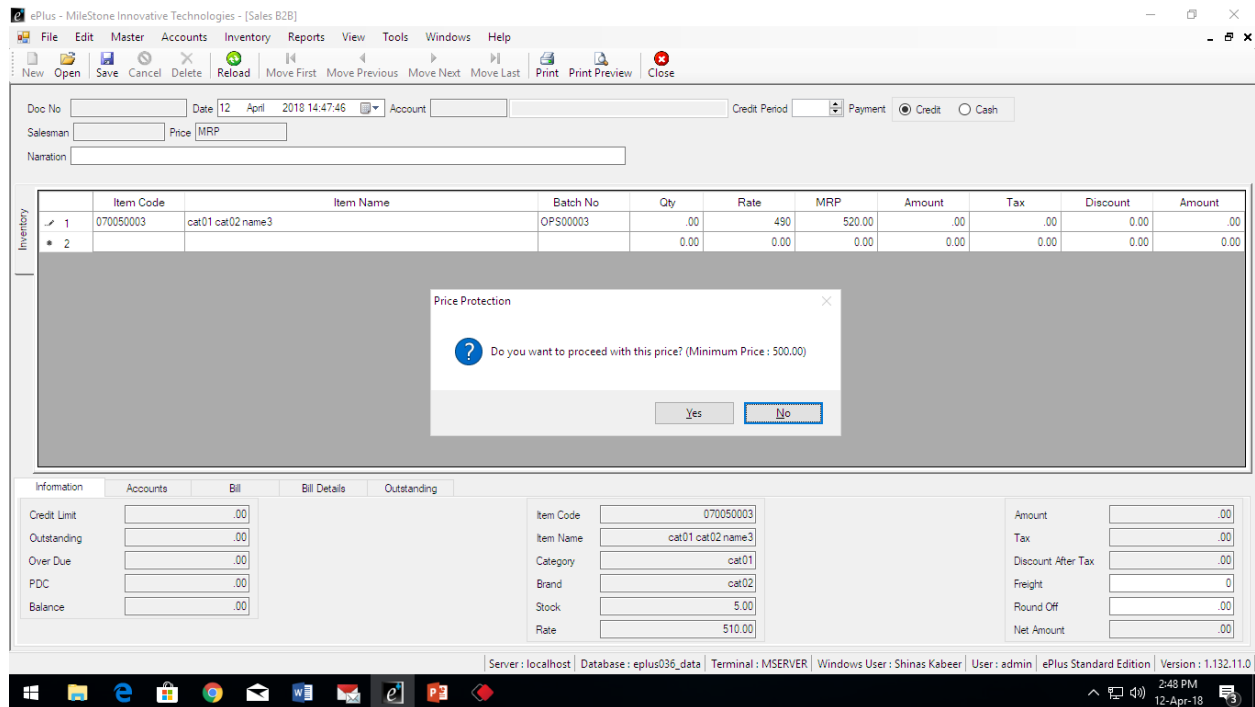 ePlus - MileStone Innovative Technologies - [Sales B2B]
File Edit Master Accounts Inventory Reports View Tools Windows Help
New Open Save Cancel Delete Reload Move First Move Previous Move Next Move Last Print Print Preview Close
Doc No Date 12 April 2018 14:47:46 Account Credit Period Payment Credit Cash
Salesman Price MRP
Narration
Inventory
Item Code Item Name Batch No Qty Rate MRP Amount Tax Discount Amount
1 070050003 cat01 cat02 name3 OPS00003 .00 490 520.00 .00 .00 0.00 .00
2 0.00 0.00 0.00 0.00 0.00 0.00 0.00
Price Protection
Do you want to proceed with this price? (Minimum Price : 500.00)
Yes No
Information Accounts Bill Bill Details Outstanding
Credit Limit .00 Item Code 070050003 Amount .00
Outstanding .00 Item Name cat01 cat02 name3 Tax .00
Over Due .00 Category cat01 Discount After Tax .00
PDC .00 Brand cat02 Freight 0
Balance .00 Stock 5.00 Round Off .00
Rate 510.00 Net Amount .00
Server : localhost Database : eplus036_data Terminal : MSERVER Windows User : Shinas Kabeer User : admin ePlus Standard Edition Version : 1.132.11.0
2:48 PM
12-Apr-18
3